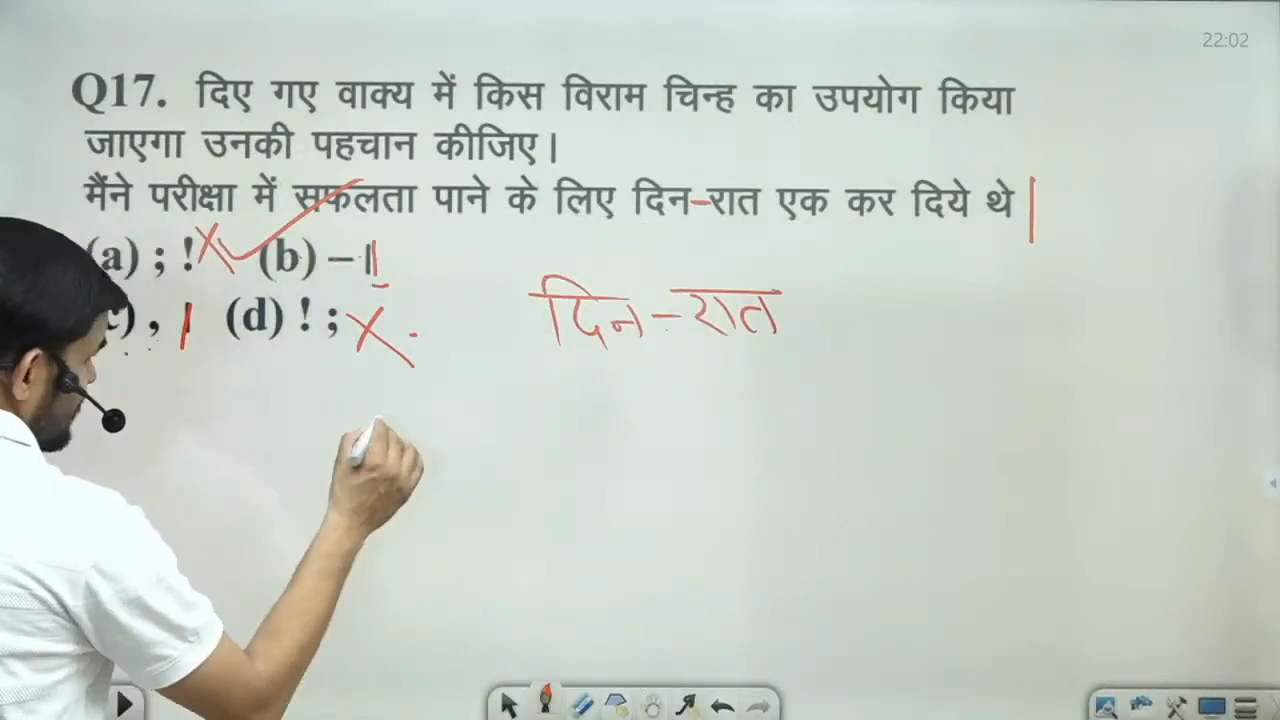 22:02
Q17. दिए गए वाक्य में किस विराम चिन्ह का उपयोग किया
जाएगा उनकी पहचान कीजिए।
मैंने परीक्षा में सफलता पाने के लिए दिन-रात एक कर दिये थे|
(a) ; ! (b) – |
) , | (d) ! ;
दिन-रात